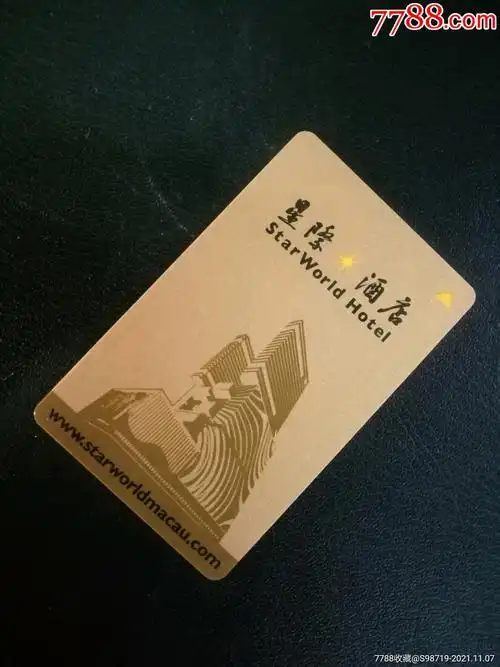 7788.com
星際酒店
StarWorld Hotel
www.starworldmacau.com
7788收藏@S98719-2021.11.07